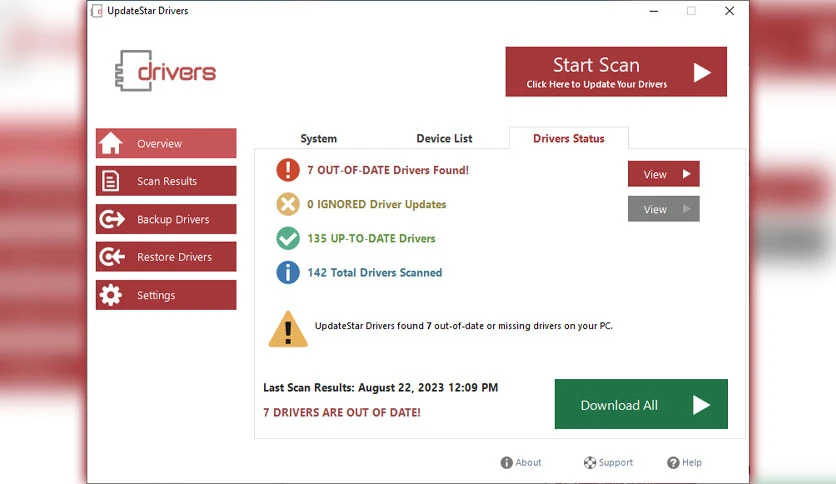 UpdateStar Drivers
drivers
Start Scan
Click Here to Update Your Drivers
Overview
Scan Results
Backup Drivers
Restore Drivers
Settings
System Device List Drivers Status
7 OUT-OF-DATE Drivers Found!
View
0 IGNORED Driver Updates
View
135 UP-TO-DATE Drivers
142 Total Drivers Scanned
UpdateStar Drivers found 7 out-of-date or missing drivers on your PC.
Last Scan Results: August 22, 2023 12:09 PM
7 DRIVERS ARE OUT OF DATE!
Download All
About Support Help